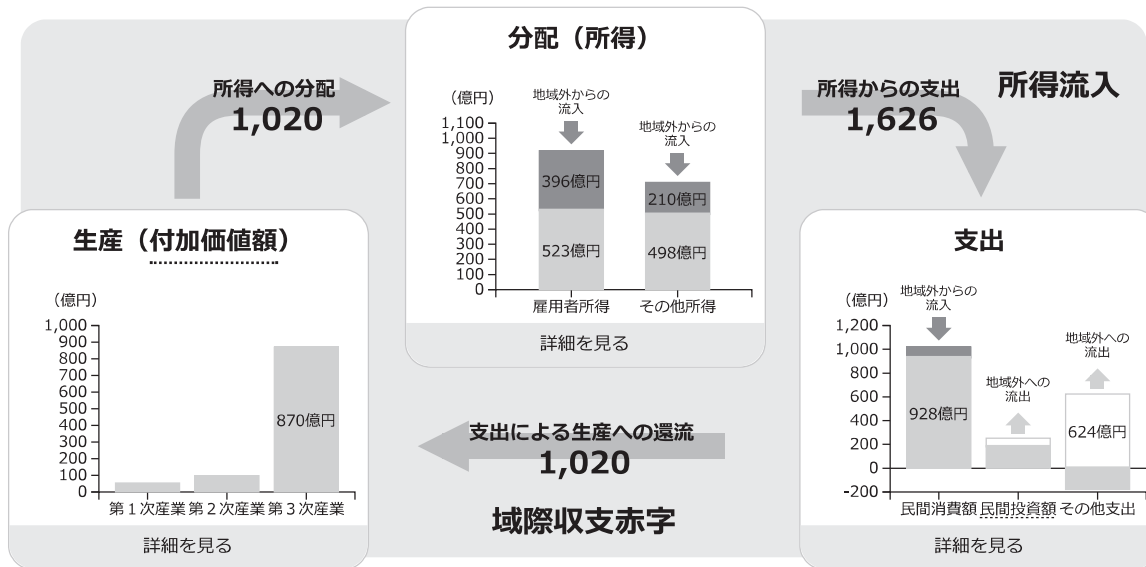 分配（所得）
（億円）
地域外からの
流入
地域外からの
流入
1,100
1,000
900
800
700
600
500
400
300
200
100
0
396億円
523億円
210億円
498億円
雇用者所得
その他所得
詳細を見る
所得への分配
1,020
所得からの支出
1,626
所得流入
生産（付加価値額）
（億円）
1,000
900
800
700
600
500
400
300
200
100
0
870億円
第１次産業
第２次産業
第３次産業
詳細を見る
支出による生産への還流
1,020
域際収支赤字
支出
（億円）
地域外からの
流入
地域外への
流出
地域外への
流出
1,200
1,000
800
600
400
200
0
-200
928億円
624億円
民間消費額
民間投資額
その他支出
詳細を見る